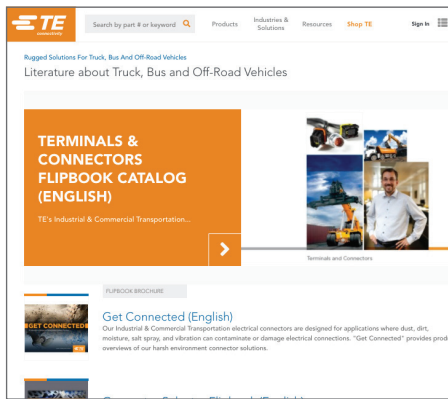 TE
connectivity
Search by part # or keyword
Products
Industries &
Solutions
Resources
Shop TE
Sign In
Rugged Solutions For Truck, Bus And Off-Road Vehicles
Literature about Truck, Bus and Off-Road Vehicles
TERMINALS &
CONNECTORS
FLIPBOOK CATALOG
(ENGLISH)
TE's Industrial & Commercial Transportation...
Terminals and Connectors
FLIPBOOK BROCHURE
GET CONNECTED
Get Connected (English)
Our Industrial & Commercial Transportation electrical connectors are designed for applications where dust, dirt,
moisture, salt spray, and vibration can contaminate or damage electrical connections. "Get Connected" provides prod
overviews of our harsh environment connector solutions.